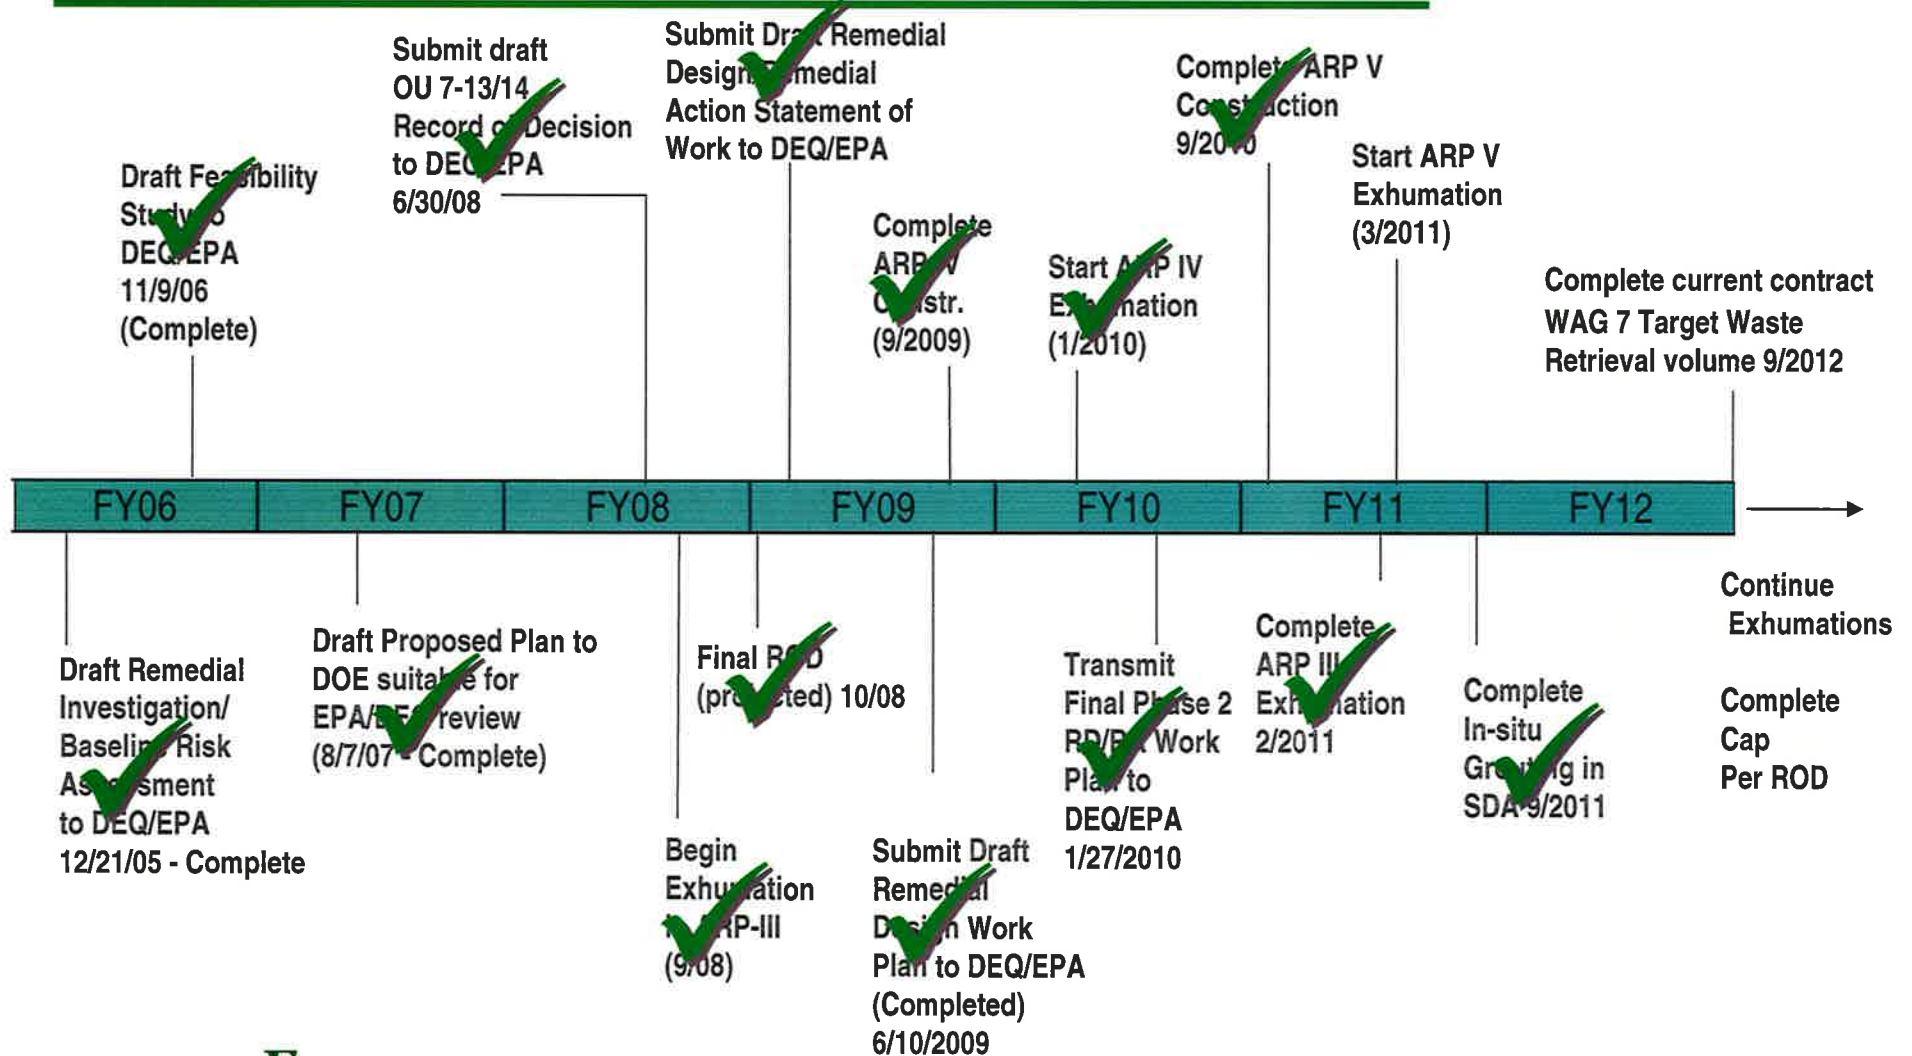 Submit draft
OU 7-13/14
Record of Decision
to DEQ/EPA
6/30/08
Submit Draft Remedial
Design Remedial
Action Statement of
Work to DEQ/EPA
Complete ARP V
Construction
9/2010
Start ARP V
Exhumation
(3/2011)
Draft Feasibility
Study to
DEQ/EPA
11/9/06
(Complete)
Complete
ARP V
Constr.
(9/2009)
Start ARP IV
Exhumation
(1/2010)
Complete current contract
WAG 7 Target Waste
Retrieval volume 9/2012
FY06 FY07 FY08 FY09 FY10 FY11 FY12
Draft Remedial
Investigation/
Baseline Risk
Assessment
to DEQ/EPA
12/21/05 - Complete
Draft Proposed Plan to
DOE suitable for
EPA/DEQ review
(8/7/07 - Complete)
Final ROD
(projected) 10/08
Begin
Exhumation
ARP-III
(9/08)
Submit Draft
Remedial
Design Work
Plan to DEQ/EPA
(Completed)
6/10/2009
Transmit
Final Phase 2
RD/RA Work
Plan to
DEQ/EPA
1/27/2010
Complete
ARP III
Exhumation
2/2011
Complete
In-situ
Grouting in
SDA 9/2011
Continue
Exhumations
Complete
Cap
Per ROD